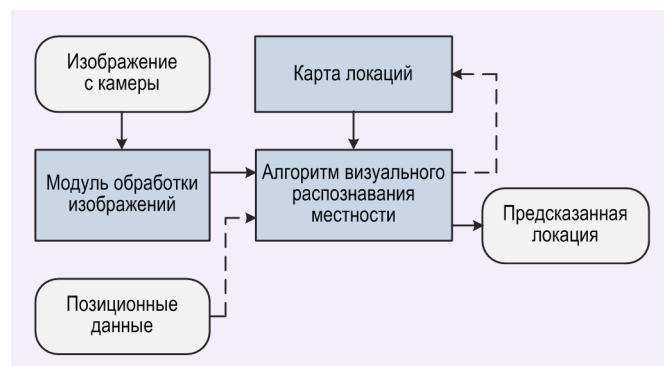 Изображение
с камеры
Карта локаций
Модуль обработки
изображений
Алгоритм визуального
распознавания
местности
Предсказанная
локация
Позиционные
данные